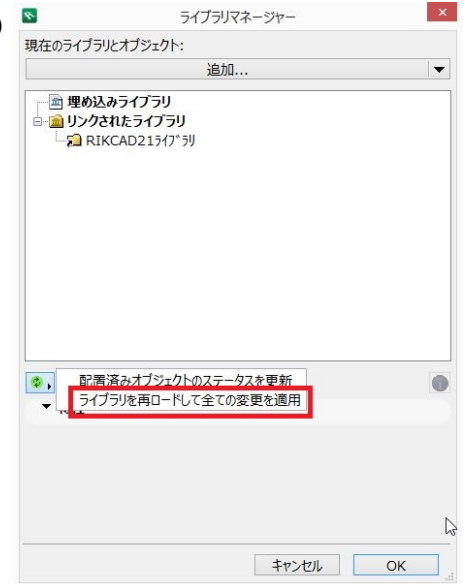 )
ライブラリマネージャー
現在のライブラリとオブジェクト:
追加...
埋め込みライブラリ
リンクされたライブラリ
RIKCAD21ﾗｲﾌﾞﾗﾘ
配置済みオブジェクトのステータスを更新
ライブラリを再ロードして全ての変更を適用
キャンセル
OK